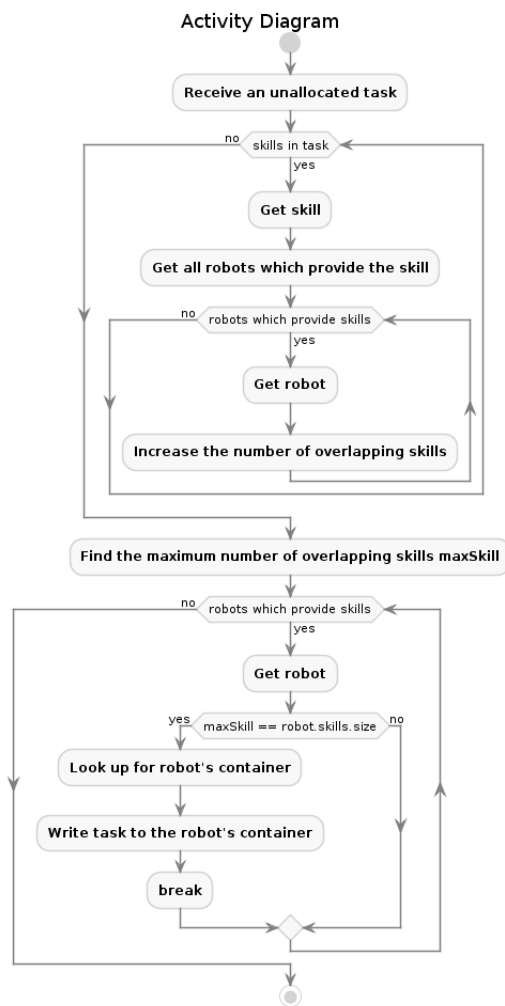 Activity Diagram
Receive an unallocated task
no
skills in task
yes
Get skill
Get all robots which provide the skill
no
robots which provide skills
yes
Get robot
Increase the number of overlapping skills
Find the maximum number of overlapping skills maxSkill
no
robots which provide skills
yes
Get robot
yes
maxSkill == robot.skills.size
no
Look up for robot's container
Write task to the robot's container
break